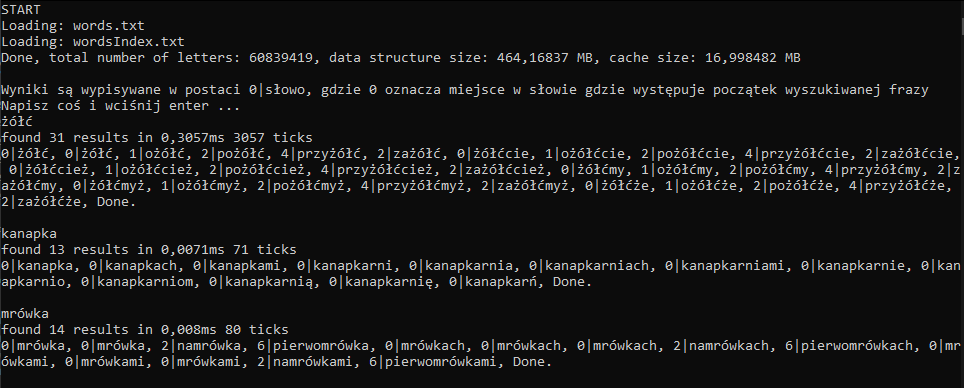 START
Loading: words.txt
Loading: wordsIndex.txt
Done, total number of letters: 60839419, data structure size: 464,16837 MB, cache size: 16,998482 MB
Wyniki są wypisywane w postaci 0|słowo, gdzie 0 oznacza miejsce w słowie gdzie występuje początek wyszukiwanej frazy
Napisz coś i wciśnij enter ...
żółć
found 31 results in 0,3057ms 3057 ticks
0|żółć, 0|żółć, 1|ożółć, 2|pożółć, 4|przyżółć, 2|zażółć, 0|żółćcie, 1|ożółćcie, 2|pożółćcie, 4|przyżółćcie, 2|zażółćcie,
0|żółćcież, 1|ożółćcież, 2|pożółćcież, 4|przyżółćcież, 2|zażółćcież, 0|żółćmy, 1|ożółćmy, 2|pożółćmy, 4|przyżółćmy, 2|z
ażółćmy, 0|żółćmyż, 1|ożółćmyż, 2|pożółćmyż, 4|przyżółćmyż, 2|zażółćmyż, 0|żółćże, 1|ożółćże, 2|pożółćże, 4|przyżółćże,
2|zażółćże, Done.
kanapka
found 13 results in 0,0071ms 71 ticks
0|kanapka, 0|kanapkach, 0|kanapkami, 0|kanapkarni, 0|kanapkarnia, 0|kanapkarniach, 0|kanapkarniami, 0|kanapkarnie, 0|kan
apkarnio, 0|kanapkarniom, 0|kanapkarnią, 0|kanapkarnię, 0|kanapkarń, Done.
mrówka
found 14 results in 0,008ms 80 ticks
0|mrówka, 0|mrówka, 2|namrówka, 6|pierwomrówka, 0|mrówkach, 0|mrówkach, 0|mrówkach, 2|namrówkach, 6|pierwomrówkach, 0|mr
ówkami, 0|mrówkami, 0|mrówkami, 2|namrówkami, 6|pierwomrówkami, Done.